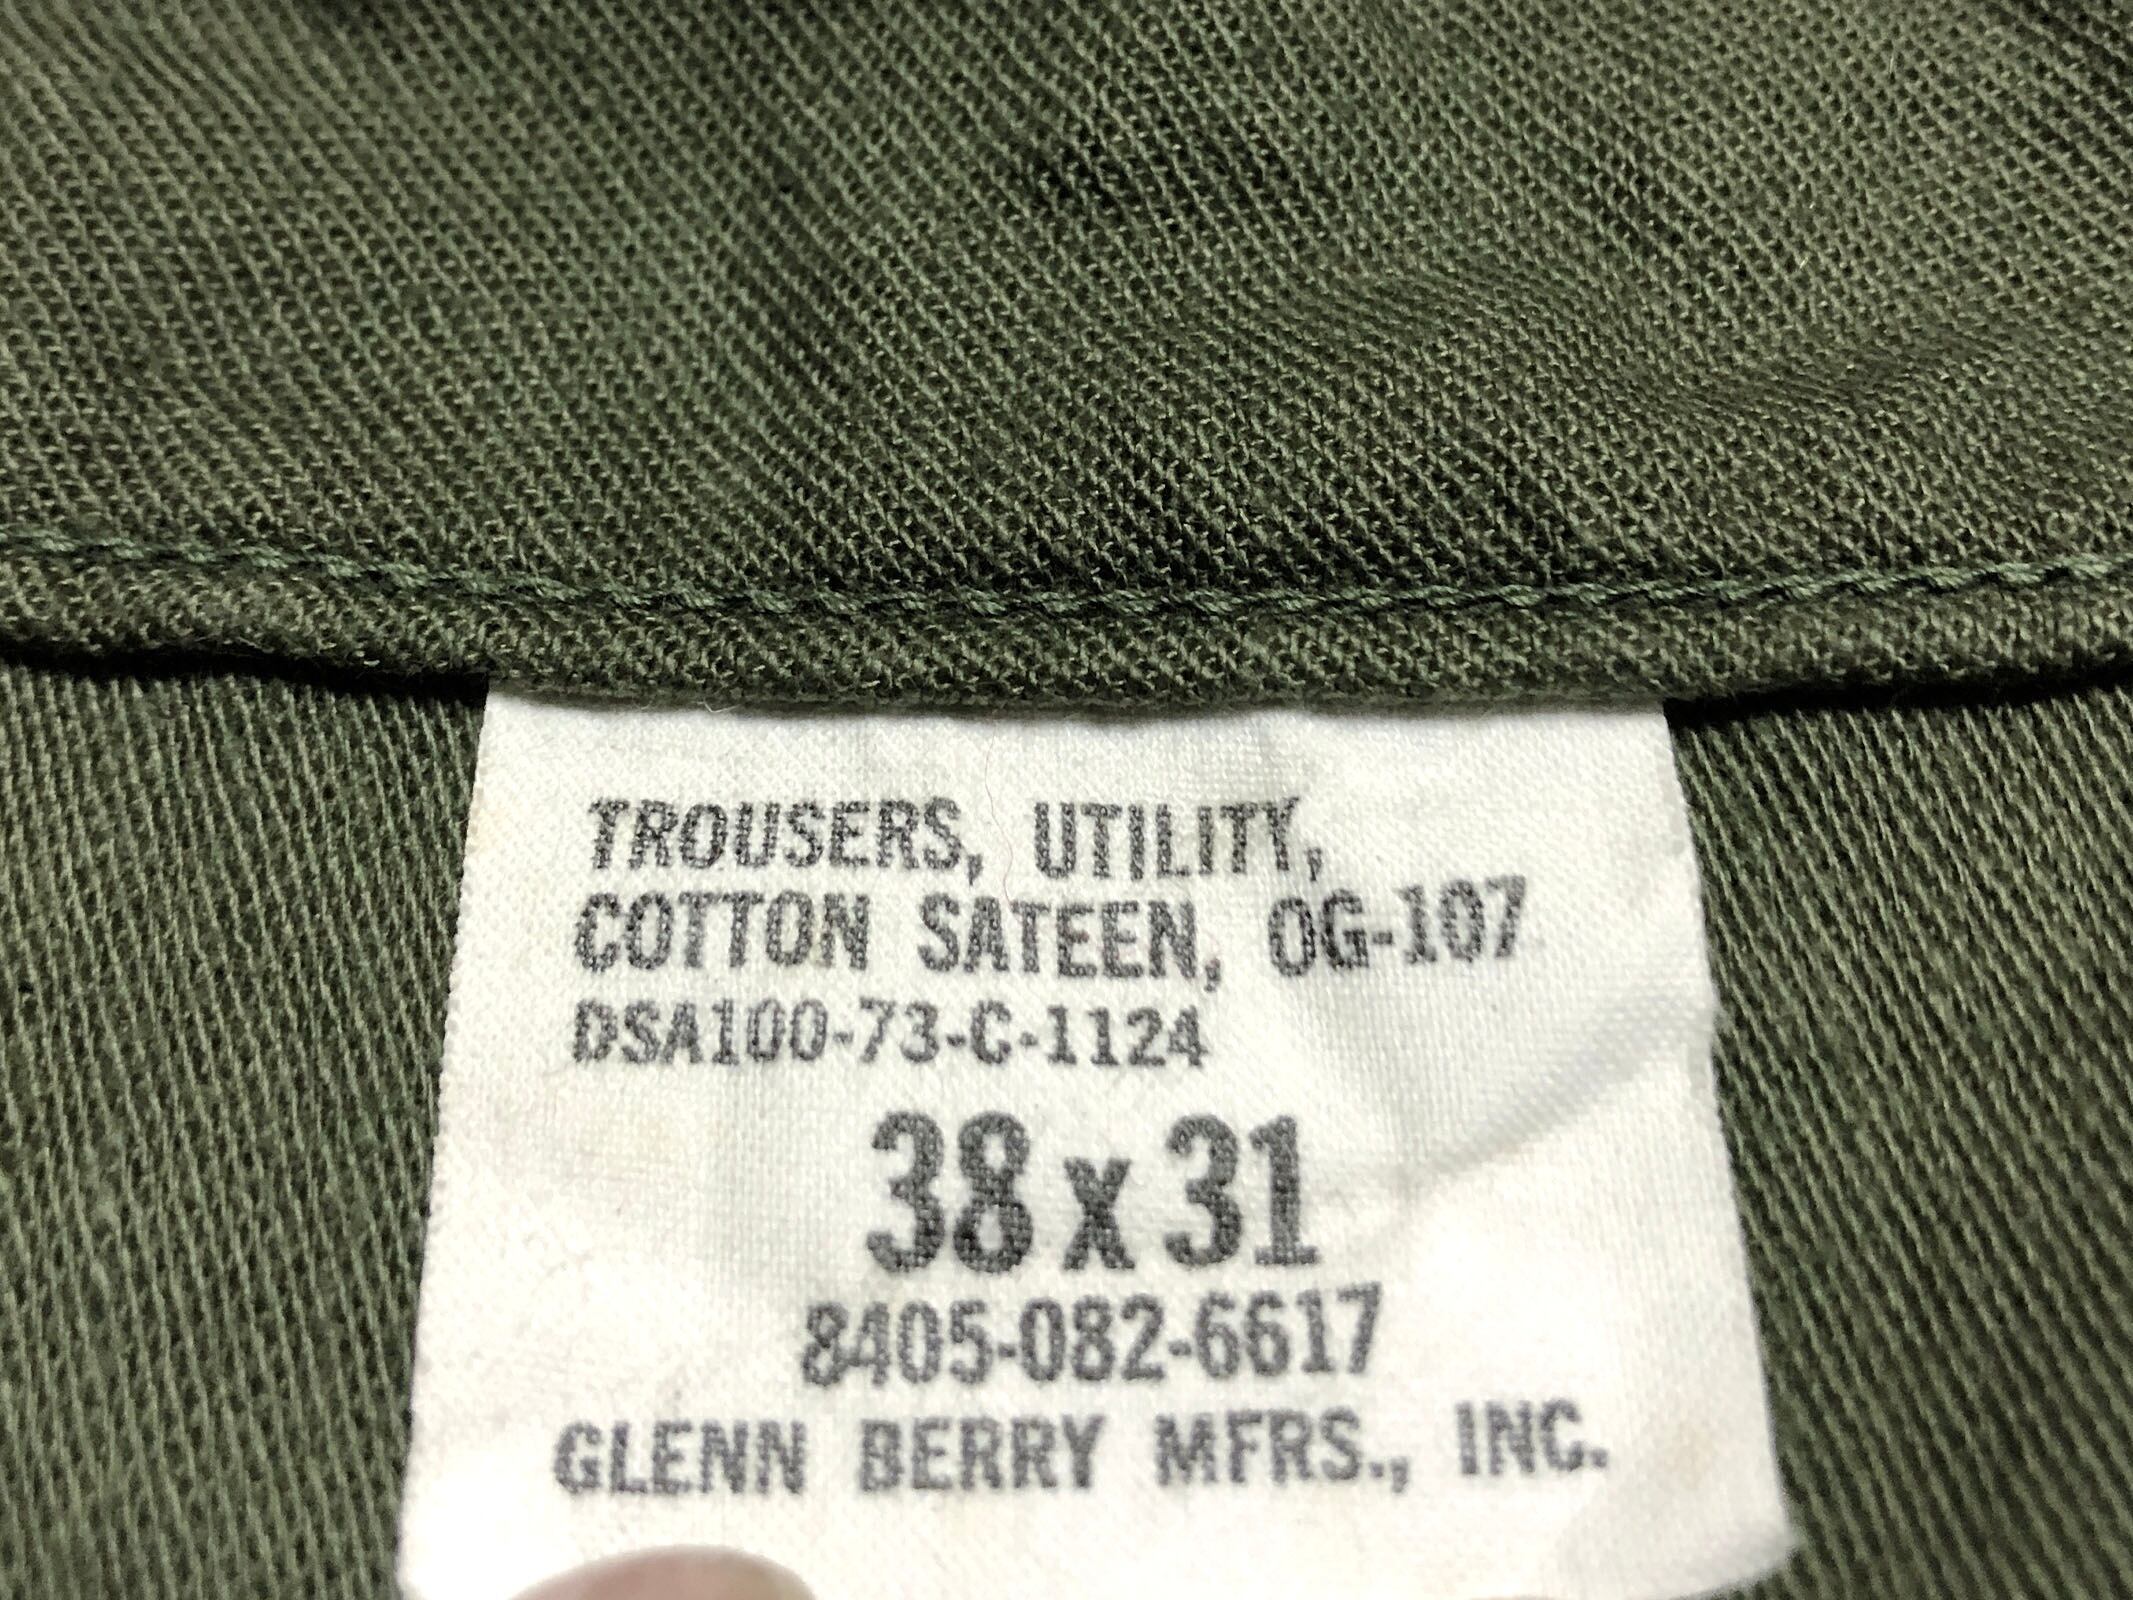 TROUSERS, UTILITY,
COTTON SATEEN, OG-107
DSA100-73-C-1124
38 x 31
8405-082-6617
GLENN BERRY MFRS., INC.